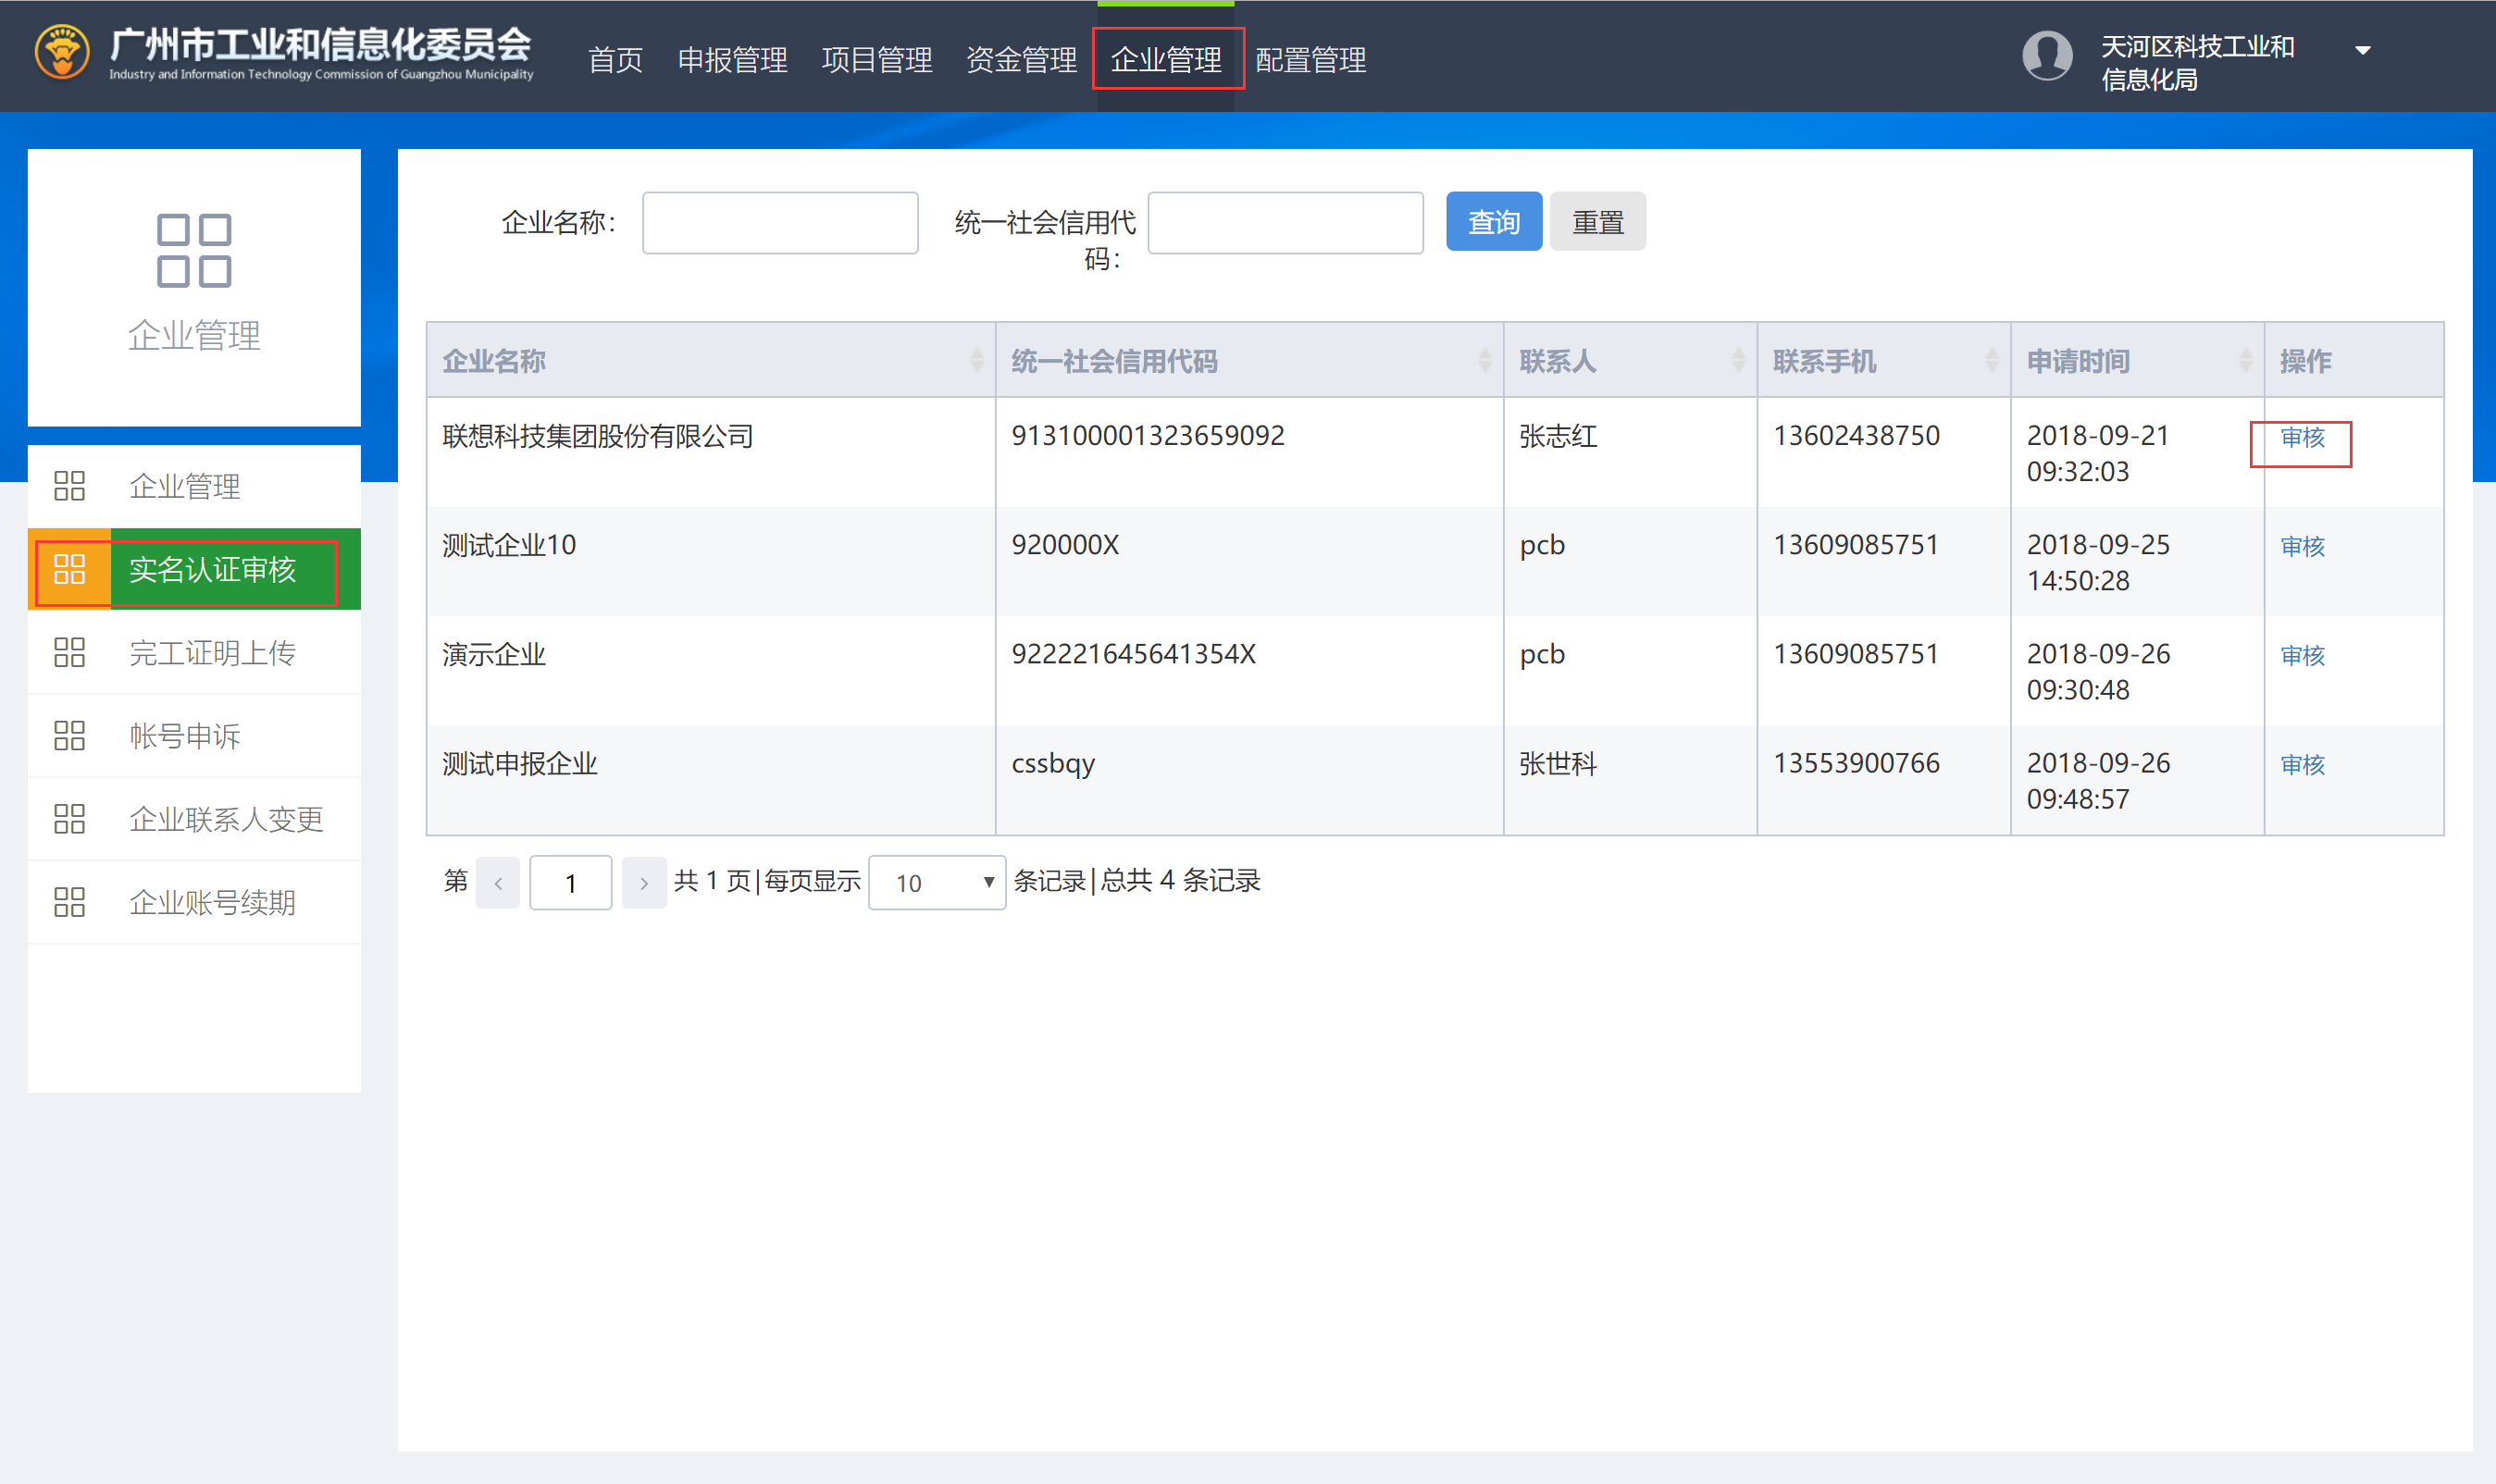 广州市工业和信息化委员会
Industry and Information Technology Commission of Guangzhou Municipality
首页 申报管理 项目管理 资金管理 企业管理 配置管理
天河区科技工业和
信息化局
企业管理
企业管理
实名认证审核
完工证明上传
帐号申诉
企业联系人变更
企业账号续期
企业名称: 统一社会信用代
码:
查询 重置
企业名称 统一社会信用代码 联系人 联系手机 申请时间 操作
联想科技集团股份有限公司 913100001323659092 张志红 13602438750 2018-09-21 审核
09:32:03
测试企业10 920000X pcb 13609085751 2018-09-25 审核
14:50:28
演示企业 922221645641354X pcb 13609085751 2018-09-26 审核
09:30:48
测试申报企业 cssbqy 张世科 13553900766 2018-09-26 审核
09:48:57
第 ‹ 1 › 共 1 页|每页显示 10 ▼ 条记录|总共 4 条记录